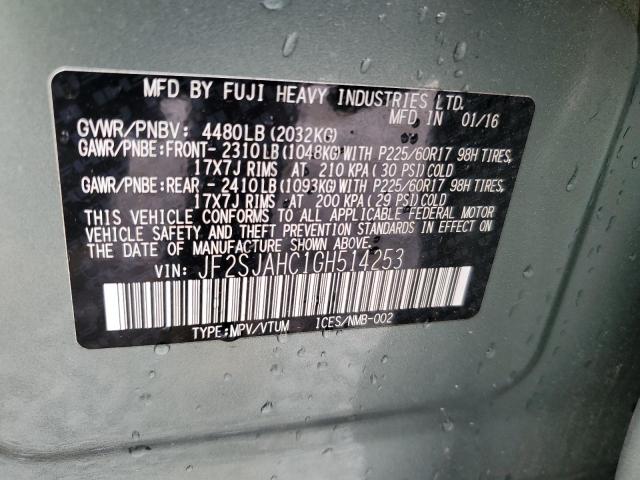 MFD BY FUJI HEAVY INDUSTRIES LTD.
MFD IN 01/16
GVWR/PNBV: 4480LB(2032KG)
GAWR/PNBE:FRONT- 2310LB(1048KG)WITH P225/60R17 98H TIRES,
17X7J RIMS AT 210 KPA(30 PSI)COLD
GAWR/PNBE:REAR - 2410LB(1093KG)WITH P225/60R17 98H TIRES,
17X7J RIMS AT 200 KPA(29 PSI)COLD
THIS VEHICLE CONFORMS TO ALL APPLICABLE FEDERAL MOTOR
VEHICLE SAFETY AND THEFT PREVENTION STANDARDS IN EFFECT
ON THE DATE OF MANUFACTURE SHOWN ABOVE.
VIN: JF2SJAHC1GH514253
TYPE:MPV/VTUM ICES/NMB-002